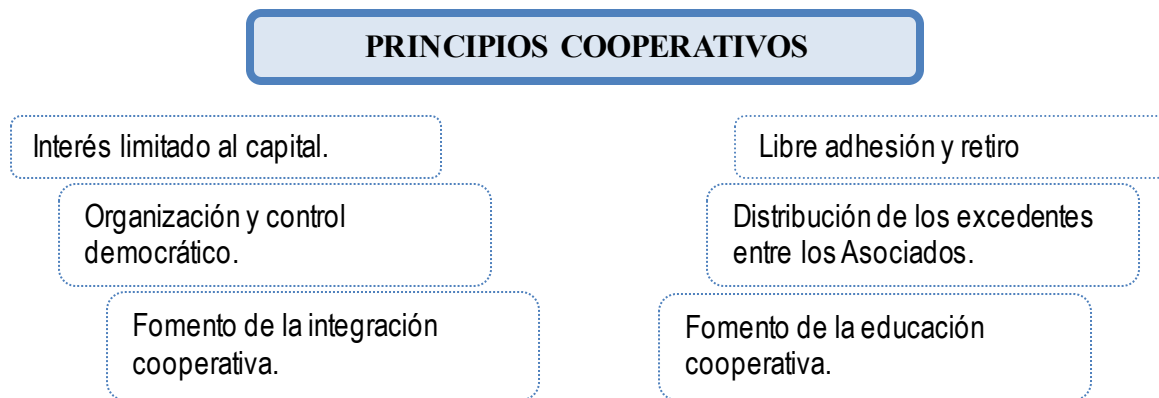 PRINCIPIOS COOPERATIVOS
Interés limitado al capital.
Libre adhesión y retiro
Organización y control
democrático.
Distribución de los excedentes
entre los Asociados.
Fomento de la integración
cooperativa.
Fomento de la educación
cooperativa.